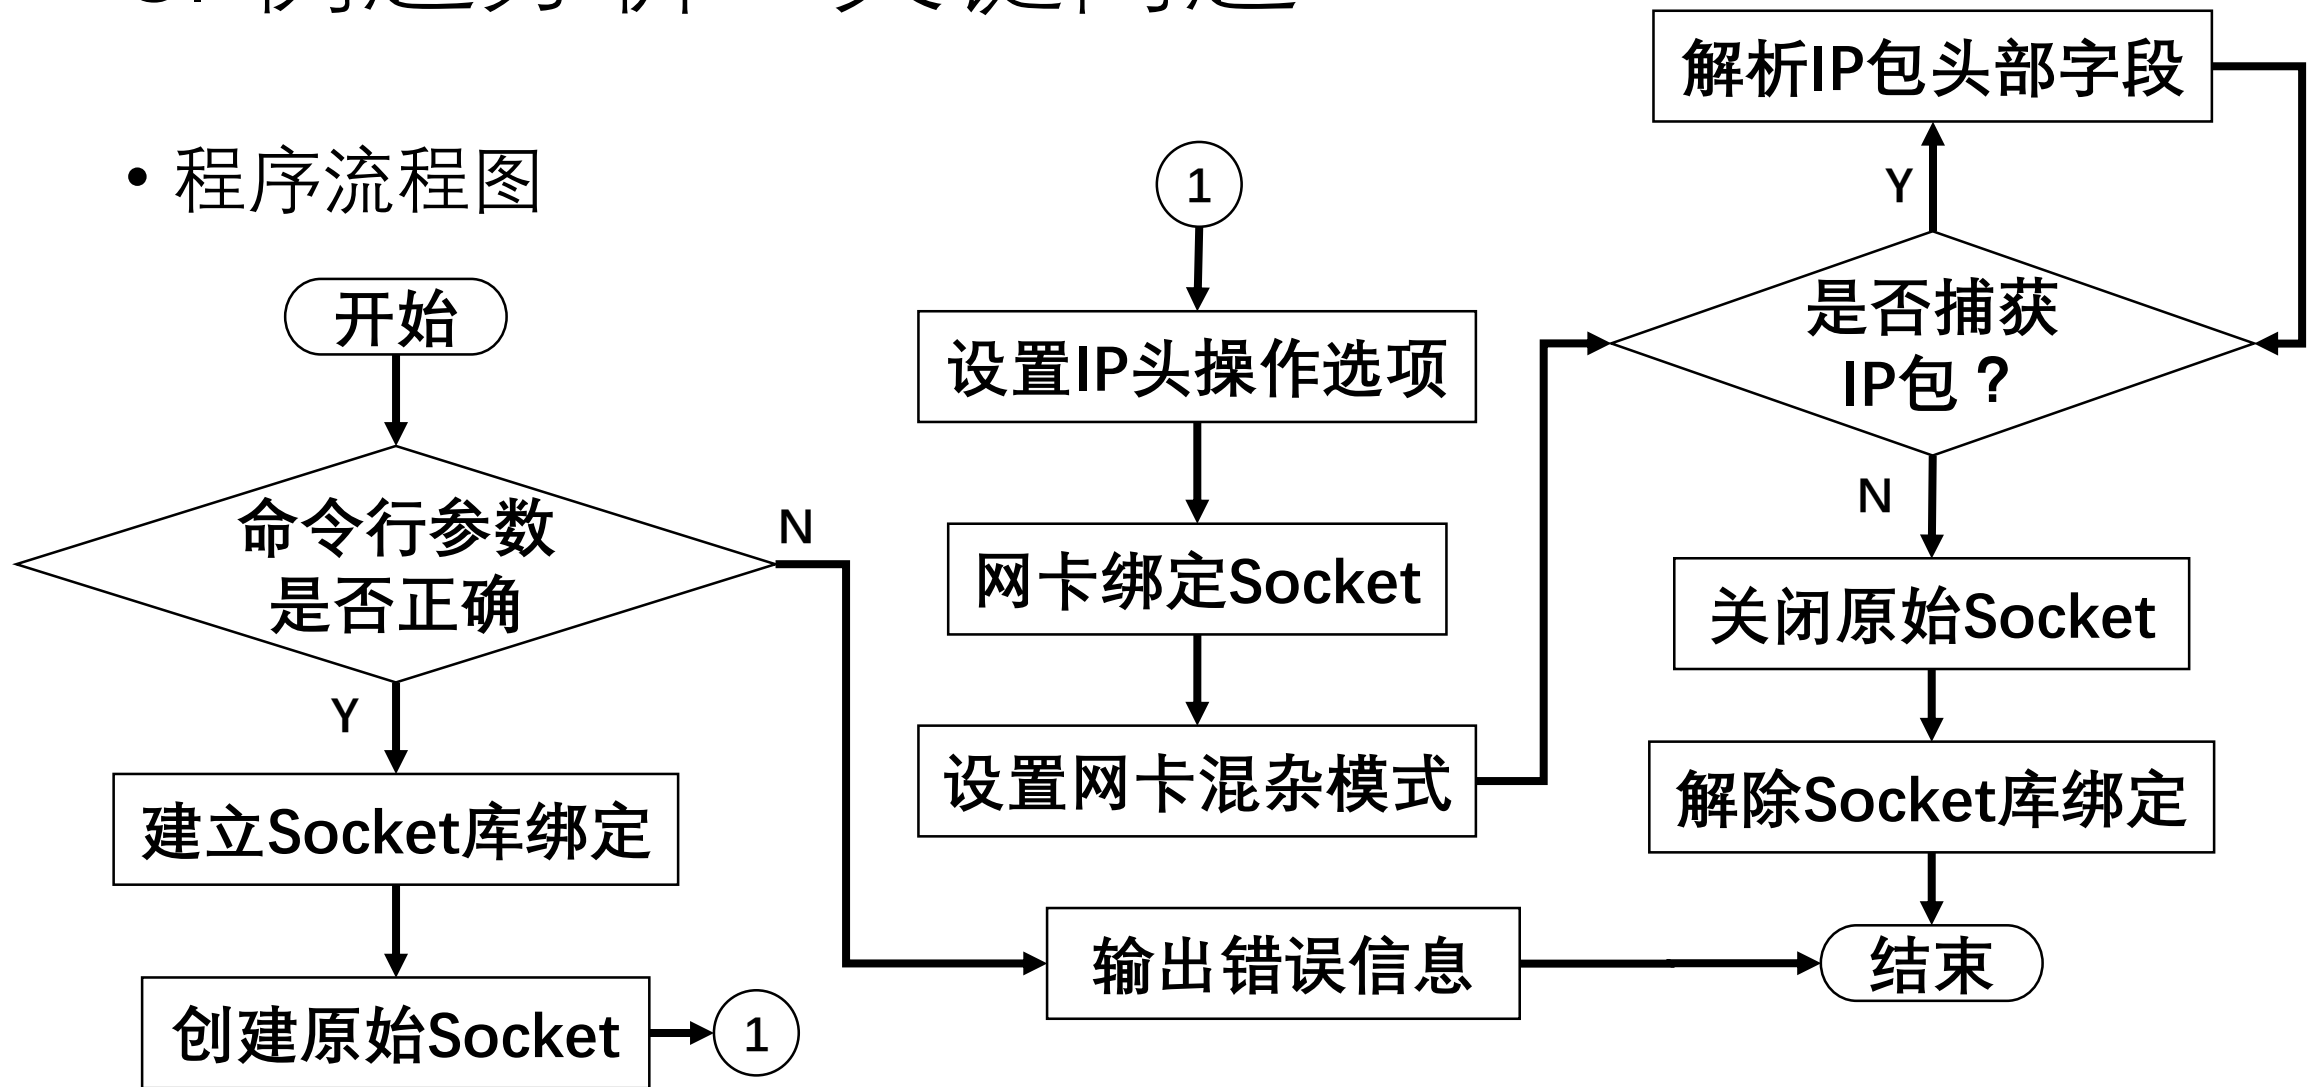 • 程序流程图
开始
命令行参数
是否正确
N
Y
建立Socket库绑定
创建原始Socket
1
1
设置IP头操作选项
网卡绑定Socket
设置网卡混杂模式
输出错误信息
解析IP包头部字段
Y
是否捕获
IP包？
N
关闭原始Socket
解除Socket库绑定
结束